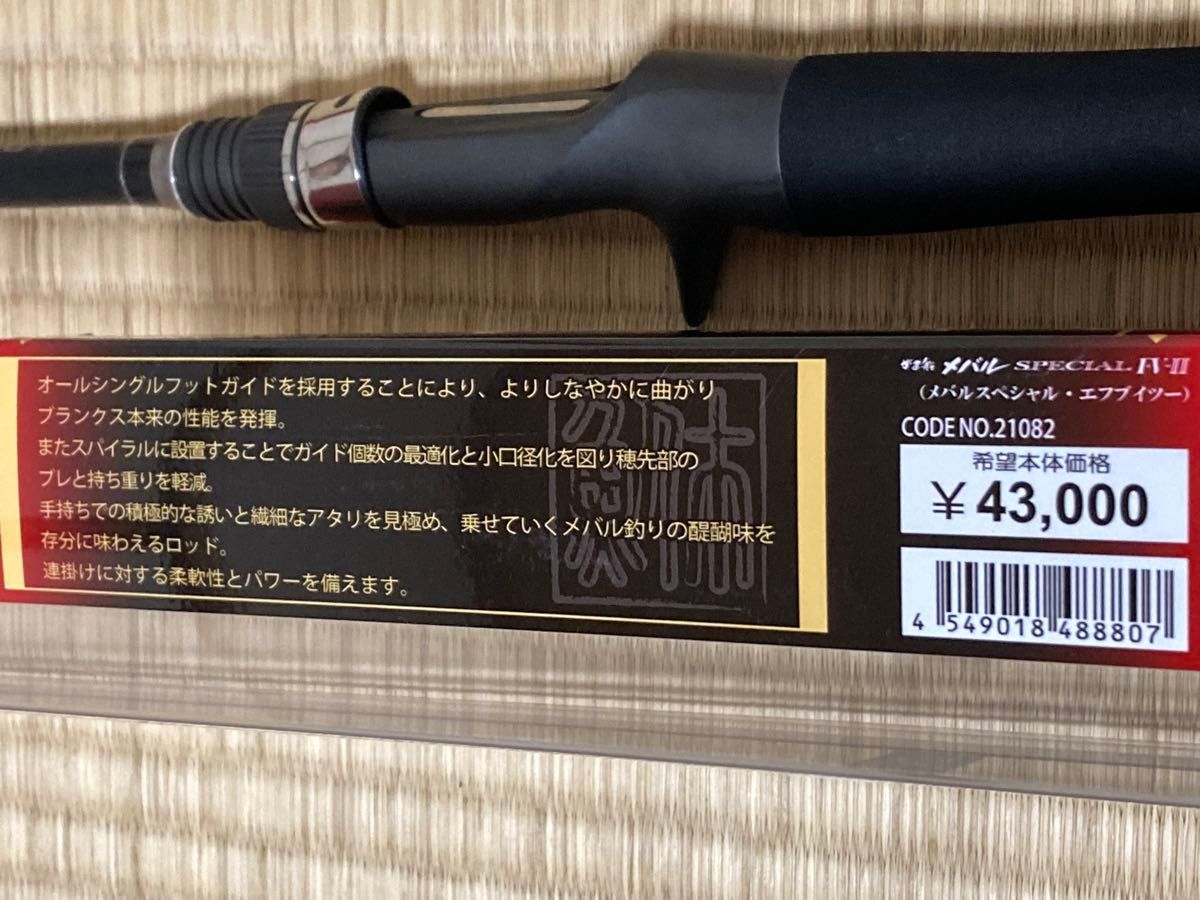 オールシングルフットガイドを採用することにより、よりしなやかに曲がり
ブランクス本来の性能を発揮。
またスパイラルに設置することでガイド個数の最適化と小口径化を図り穂先部の
ブレと持ち重りを軽減。
手持ちでの積極的な誘いと繊細なアタリを見極め、乗せていくメバル釣りの醍醐味を
存分に味わえるロッド。
連掛けに対する柔軟性とパワーを備えます。
がま船 メバル SPECIAL FV-II
（メバルスペシャル・エフブイツー）
CODE NO.21082
希望本体価格
￥43,000
4 549018 488807